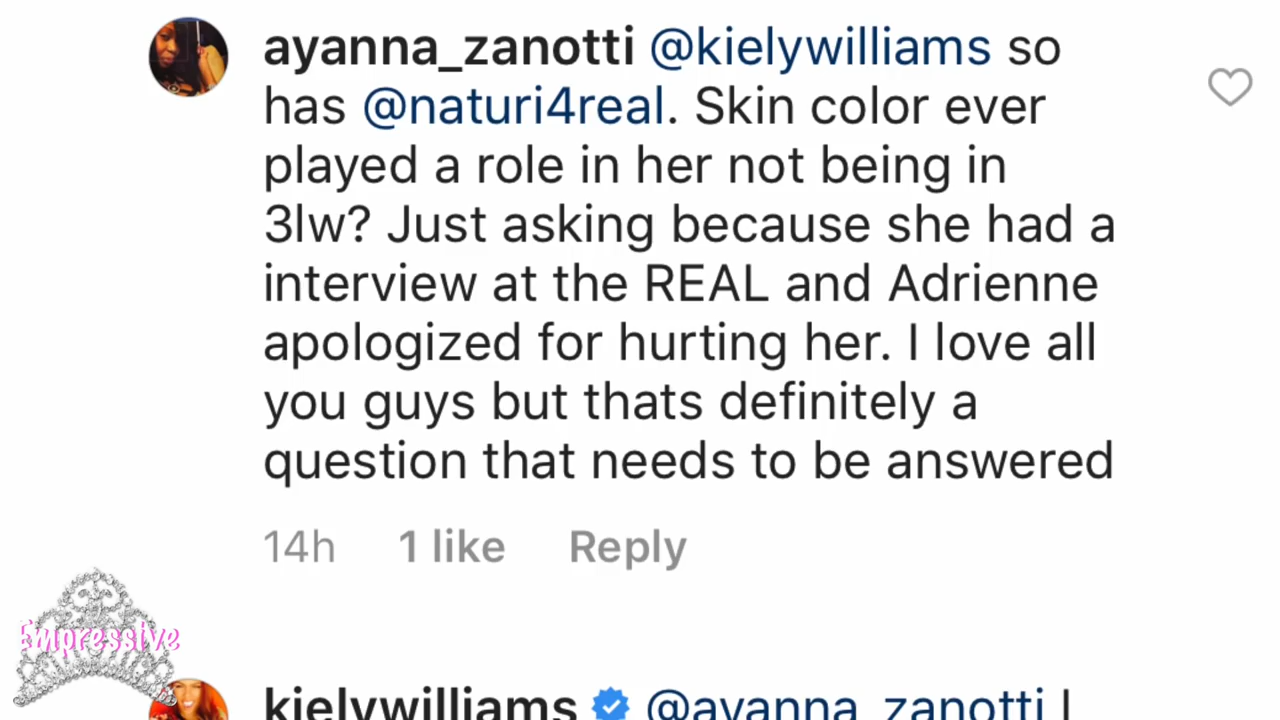 ayanna_zanotti @kielywilliams so
has @naturi4real. Skin color ever
played a role in her not being in
3lw? Just asking because she had a
interview at the REAL and Adrienne
apologized for hurting her. I love all
you guys but thats definitely a
question that needs to be answered
14h 1 like Reply
Empressive
kielywilliams @ayanna_zanotti I